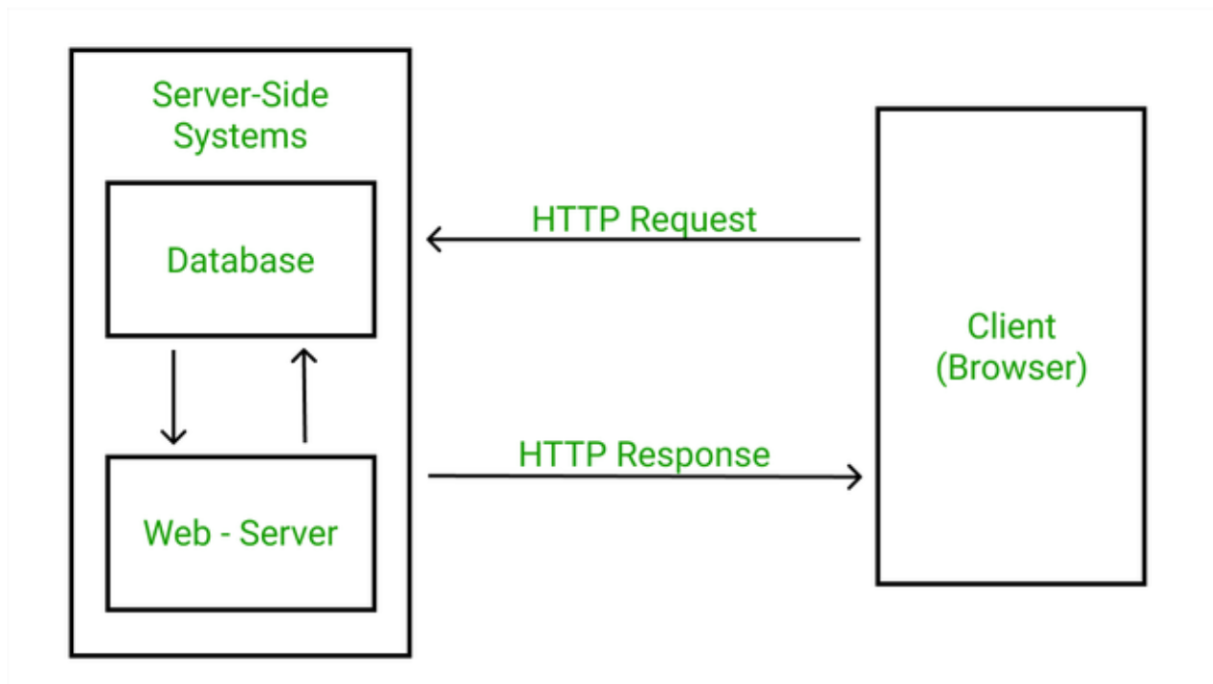 Server-Side
Systems
Database
Web - Server
HTTP Request
HTTP Response
Client
(Browser)